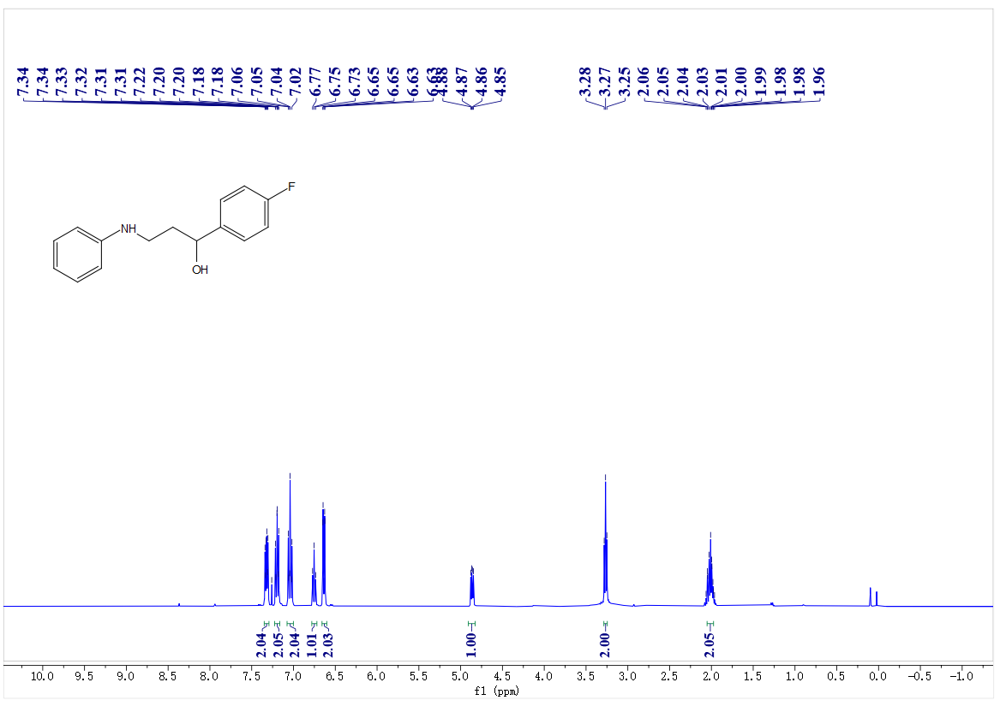 7.34 7.34 7.33 7.32 7.31 7.31 7.22 7.20 7.20 7.18 7.18 7.06 7.05 7.04 7.02 6.77 6.75 6.73 6.65 6.65 6.63 6.63 4.88 4.87 4.86 4.85 3.28 3.27 3.25 2.06 2.05 2.04 2.03 2.01 2.00 1.99 1.98 1.98 1.96
F
NH
OH
2.04 2.05 2.04 1.01 2.03 1.00 2.00 2.05
10.0 9.5 9.0 8.5 8.0 7.5 7.0 6.5 6.0 5.5 5.0 4.5 4.0 3.5 3.0 2.5 2.0 1.5 1.0 0.5 0.0 -0.5 -1.0
f1 (ppm)